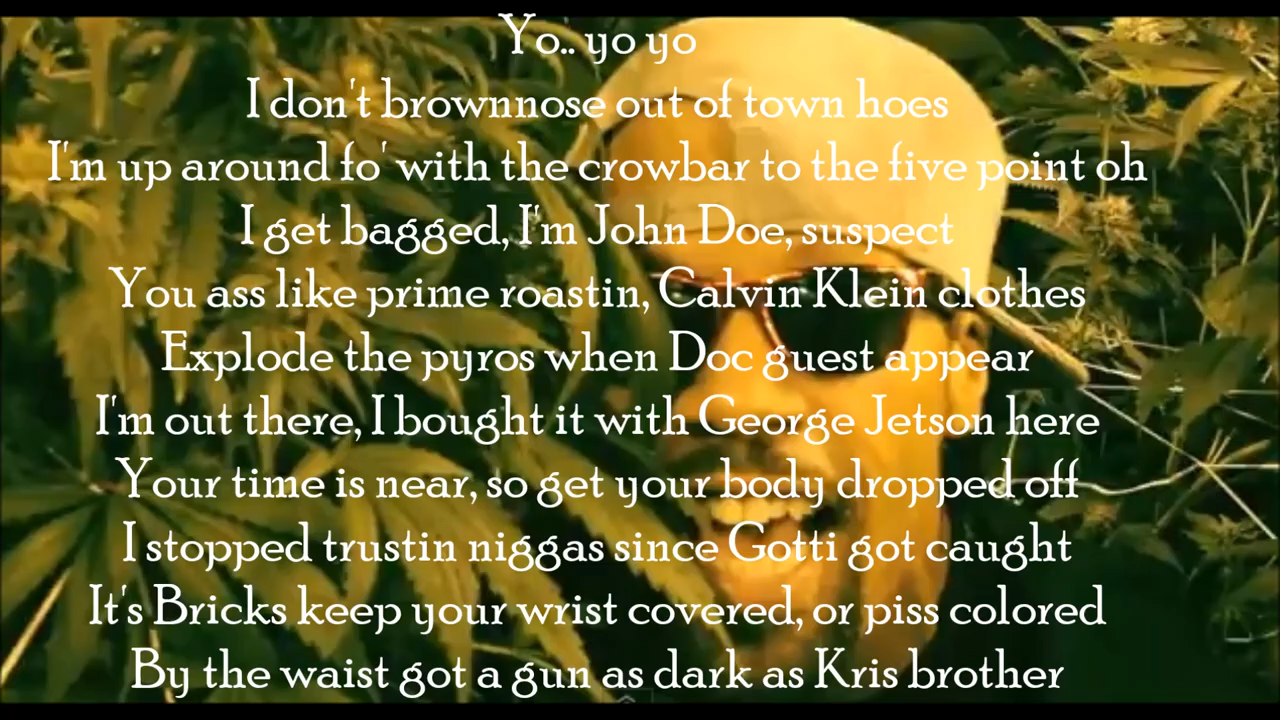 Yo.. yo yo
I don't brownnose out of town hoes
I'm up around fo' with the crowbar to the five point oh
I get bagged, I'm John Doe, suspect
You ass like prime roastin, Calvin Klein clothes
Explode the pyros when Doc guest appear
I'm out there, I bought it with George Jetson here
Your time is near, so get your body dropped off
I stopped trustin niggas since Gotti got caught
It's Bricks keep your wrist covered, or piss colored
By the waist got a gun as dark as Kris brother